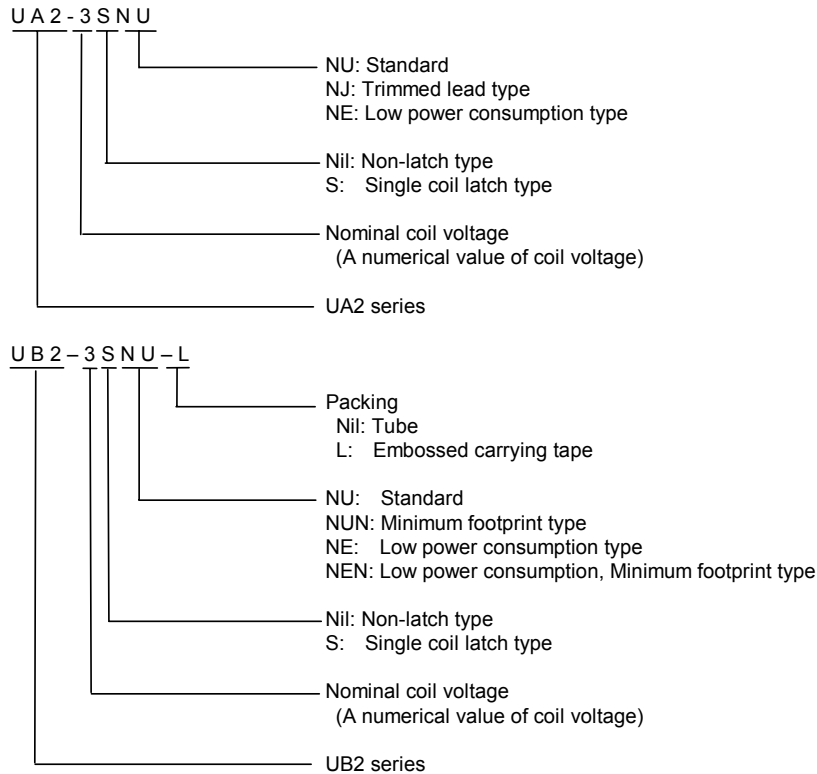 UA2-3SNU
NU: Standard
NJ: Trimmed lead type
NE: Low power consumption type
Nil: Non-latch type
S: Single coil latch type
Nominal coil voltage
(A numerical value of coil voltage)
UA2 series
UB2–3SNU–L
Packing
Nil: Tube
L: Embossed carrying tape
NU: Standard
NUN: Minimum footprint type
NE: Low power consumption type
NEN: Low power consumption, Minimum footprint type
Nil: Non-latch type
S: Single coil latch type
Nominal coil voltage
(A numerical value of coil voltage)
UB2 series